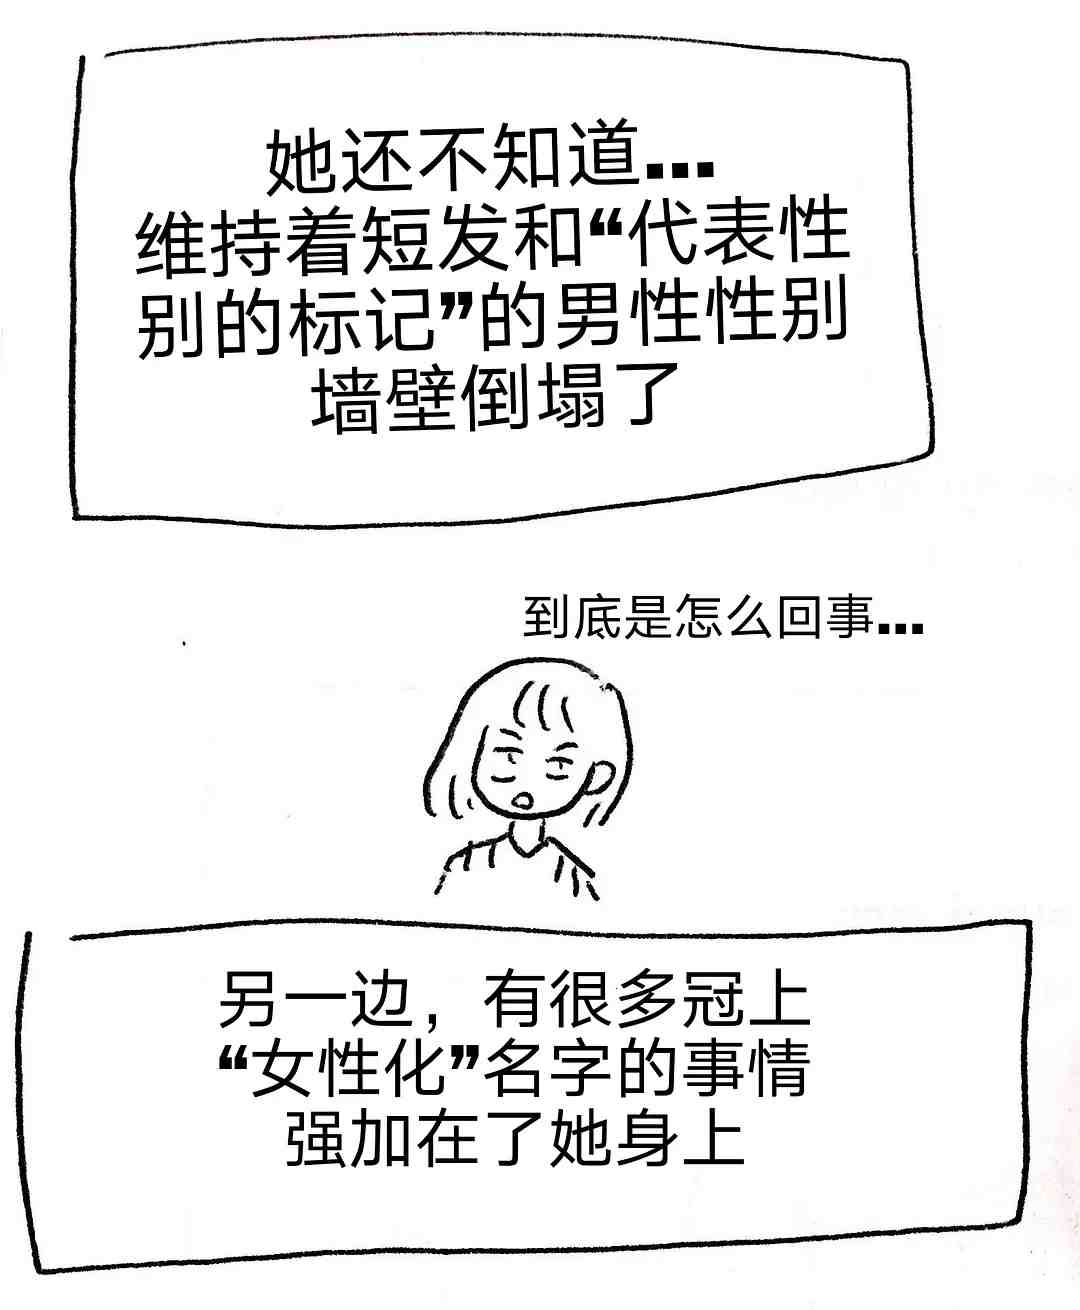 她还不知道...
维持着短发和“代表性
别的标记”的男性性别
墙壁倒塌了
到底是怎么回事...
另一边，有很多冠上
“女性化”名字的事情
强加在了她身上